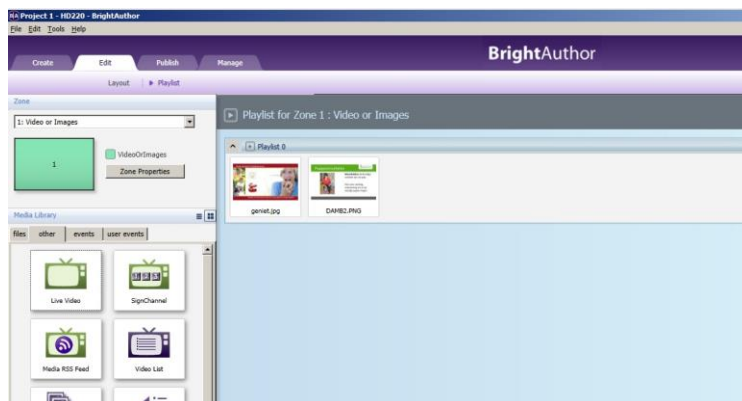 Project 1 - HD220 - BrightAuthor
File Edit Tools Help
BrightAuthor
Create Edit Publish Manage
Layout Playlist
Zone
1: Video or Images
1
VideoOrImages
Zone Properties
Playlist for Zone 1 : Video or Images
Playlist 0
geniet.jpg DAMB2.PNG
Media Library
files other events user events
Live Video SignChannel
Media RSS Feed Video List